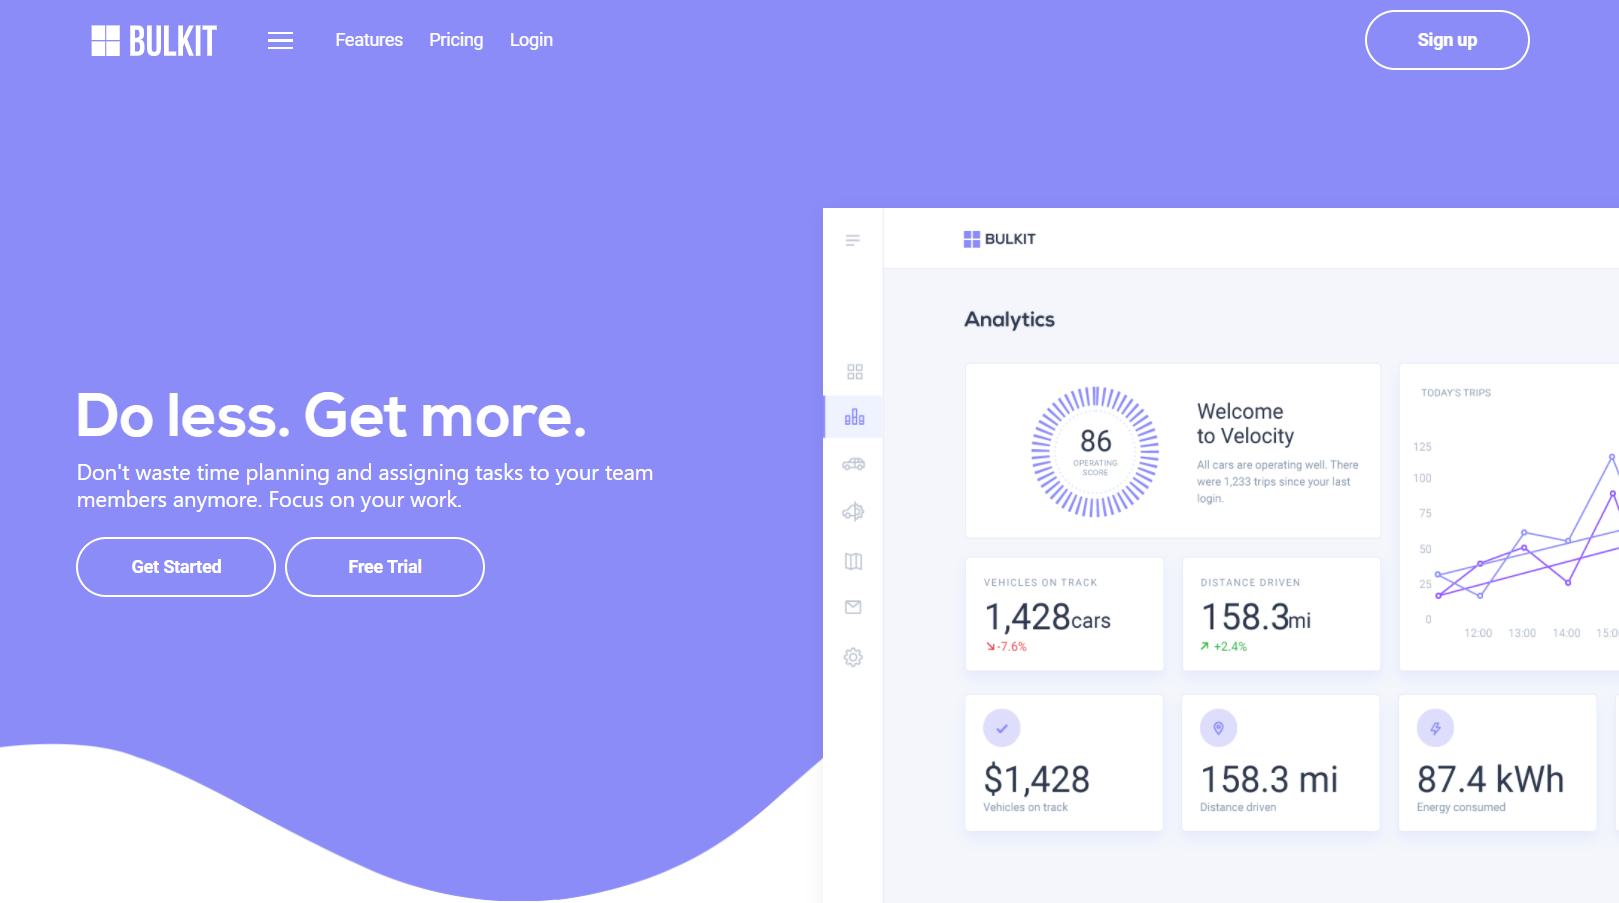 BULKIT
Features Pricing Login
Sign up
Do less. Get more.
Don't waste time planning and assigning tasks to your team
members anymore. Focus on your work.
Get Started
Free Trial
BULKIT
Analytics
86
OPERATING
SCORE
Welcome
to Velocity
All cars are operating well. There
were 1,233 trips since your last
login.
TODAY'S TRIPS
125
100
75
50
25
0
12:00 13:00 14:00
VEHICLES ON TRACK
1,428cars
-7.6%
DISTANCE DRIVEN
158.3mi
+2.4%
$1,428
Vehicles on track
158.3 mi
Distance driven
87.4 kWh
Energy consumed